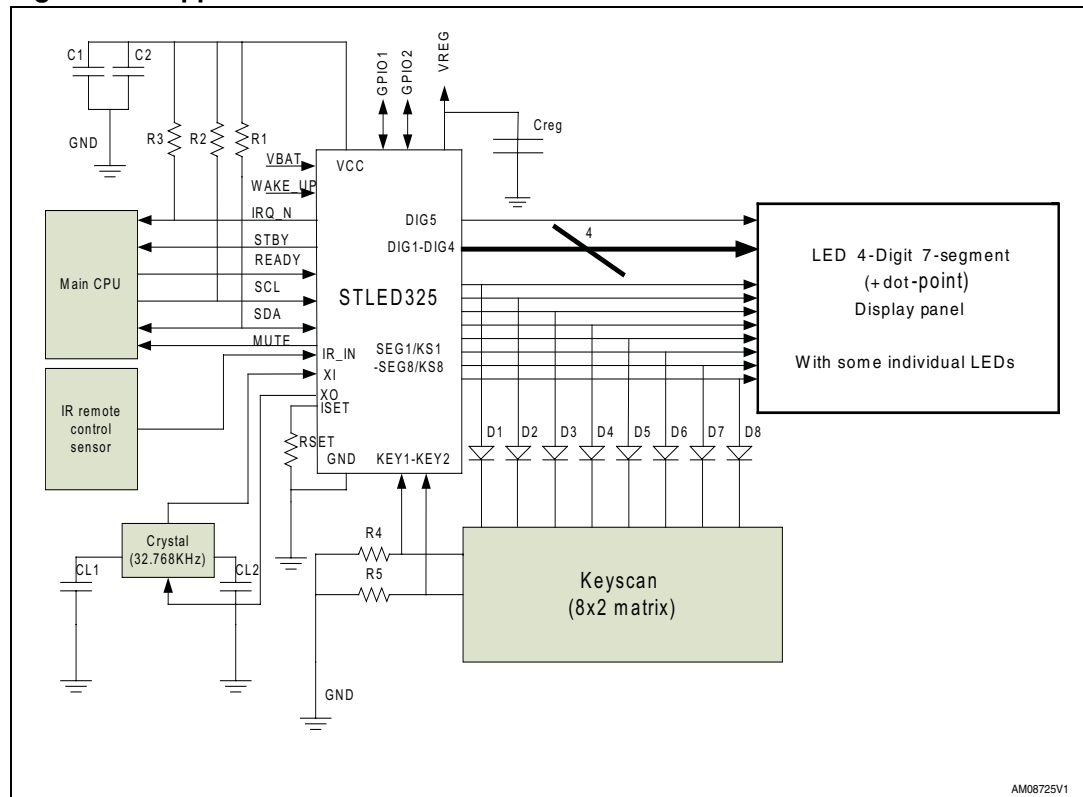 C1
C2
GPIO1
GPIO2
VREG
Creg
GND
R3
R2
R1
VBAT
VCC
WAKE_UP
IRQ_N
DIG5
STBY
DIG1-DIG4
4
READY
Main CPU
SCL
STLED325
SDA
MUTE
SEG1/KS1
-SEG8/KS8
IR_IN
XI
XO
ISET
LED 4-Digit 7-segment
(+dot-point)
Display panel
With some individual LEDs
IR remote
control
sensor
RSET
GND
KEY1-KEY2
D1
D2
D3
D4
D5
D6
D7
D8
Crystal
(32.768KHz)
CL1
CL2
R4
R5
Keyscan
(8x2 matrix)
GND
AM08725V1